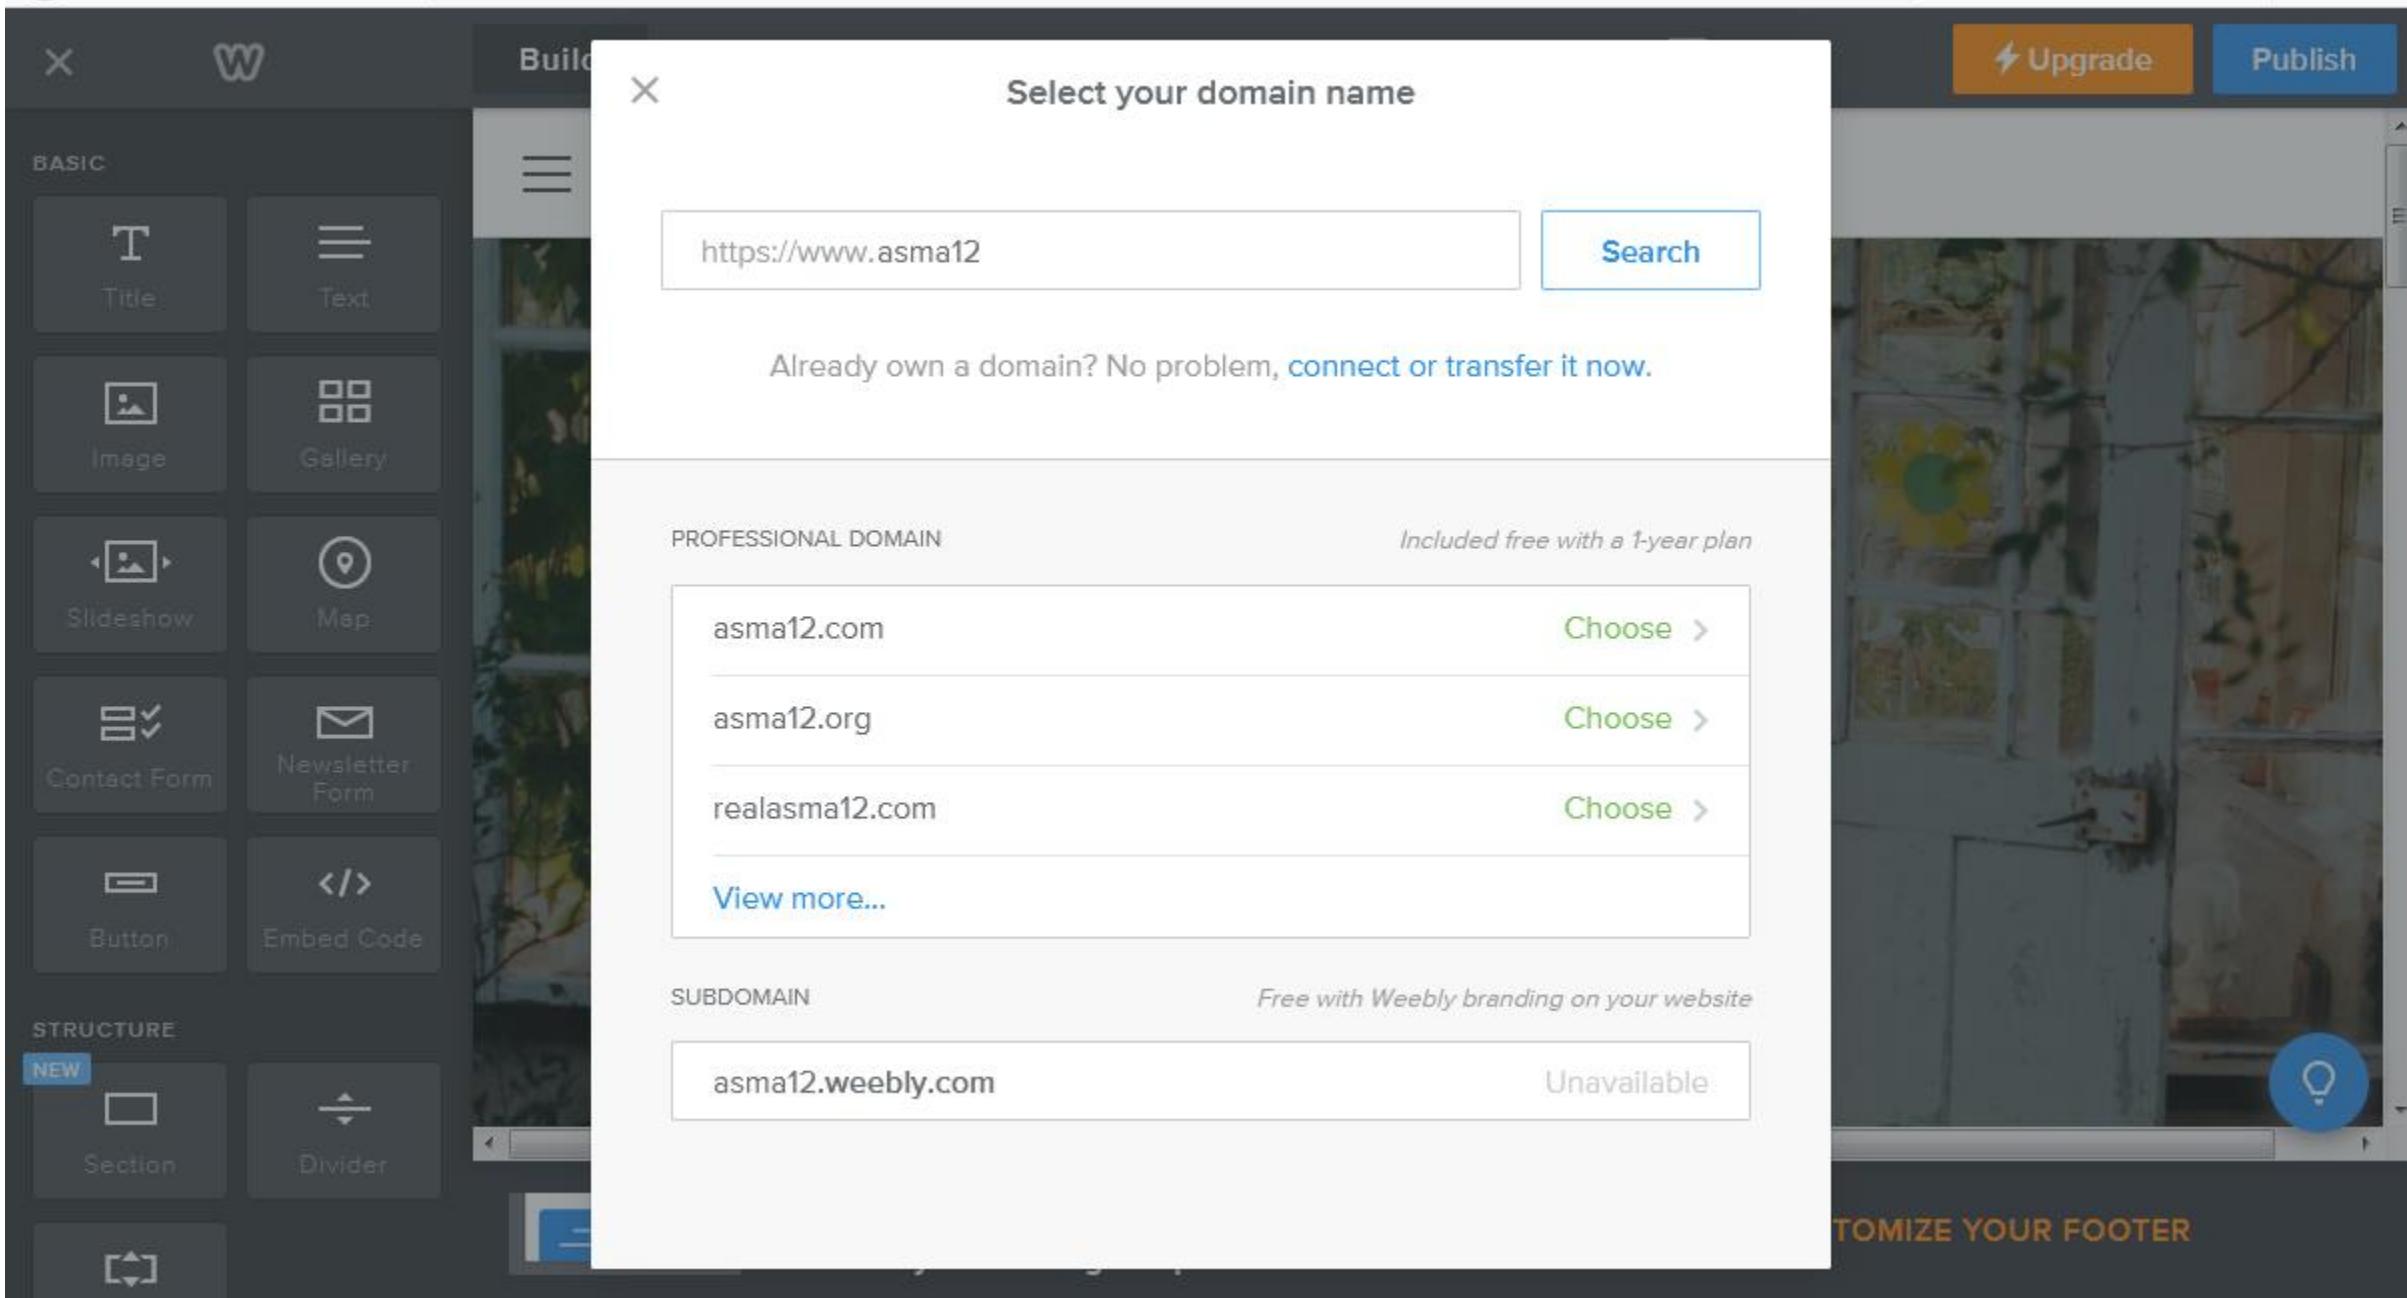 Upgrade
Publish
Select your domain name
BASIC
https://www.asma12
Search
Title
Text
Already own a domain? No problem, connect or transfer it now.
Image
Gallery
PROFESSIONAL DOMAIN
Included free with a 1-year plan
Slideshow
Map
asma12.com
Choose
asma12.org
Choose
Contact Form
Newsletter
Form
realasma12.com
Choose
View more...
Button
Embed Code
SUBDOMAIN
Free with Weebly branding on your website
STRUCTURE
NEW
asma12.weebly.com
Unavailable
Section
Divider
YOUR FOOTER